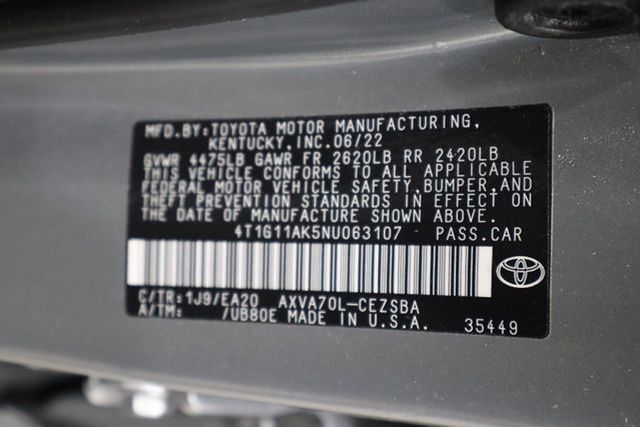 MFD.BY:TOYOTA MOTOR MANUFACTURING,
KENTUCKY,INC.06/22
GVWR 4475LB GAWR FR 2620LB RR 2420LB
THIS VEHICLE CONFORMS TO ALL APPLICABLE
FEDERAL MOTOR VEHICLE SAFETY,BUMPER,AND
THEFT PREVENTION STANDARDS IN EFFECT ON
THE DATE OF MANUFACTURE SHOWN ABOVE.
4T1G11AK5NU063107 PASS.CAR
C/TR:1J9/EA20 AXVA70L-CEZSBA
A/TM: /UB80E MADE IN U.S.A. 35449